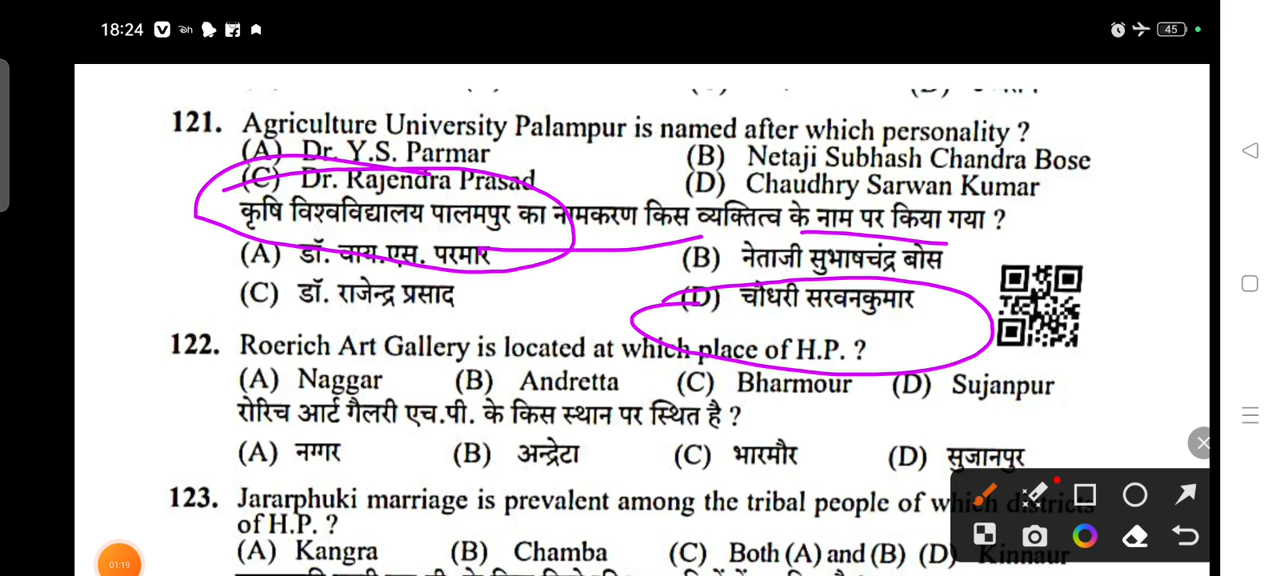 18:24
45
121. Agriculture University Palampur is named after which personality ?
(A) Dr. Y.S. Parmar (B) Netaji Subhash Chandra Bose
(C) Dr. Rajendra Prasad (D) Chaudhry Sarwan Kumar
कृषि विश्वविद्यालय पालमपुर का नामकरण किस व्यक्तित्व के नाम पर किया गया ?
(A) डॉ. वाय.एस. परमार (B) नेताजी सुभाषचंद्र बोस
(C) डॉ. राजेन्द्र प्रसाद (D) चौधरी सरवनकुमार
122. Roerich Art Gallery is located at which place of H.P. ?
(A) Naggar (B) Andretta (C) Bharmour (D) Sujanpur
रोरिच आर्ट गैलरी एच.पी. के किस स्थान पर स्थित है ?
(A) नग्गर (B) अन्द्रेटा (C) भारमौर (D) सुजानपुर
123. Jararphuki marriage is prevalent among the tribal people of which districts
of H.P. ?
(A) Kangra (B) Chamba (C) Both (A) and (B) (D) Kinnaur
01:19